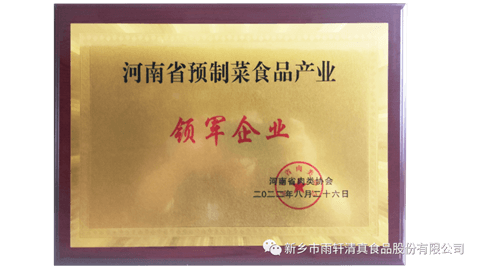 河南省预制菜食品产业
领军企业
河南省肉类协会
二〇二二年八月二十六日
新乡市雨轩清真食品股份有限公司